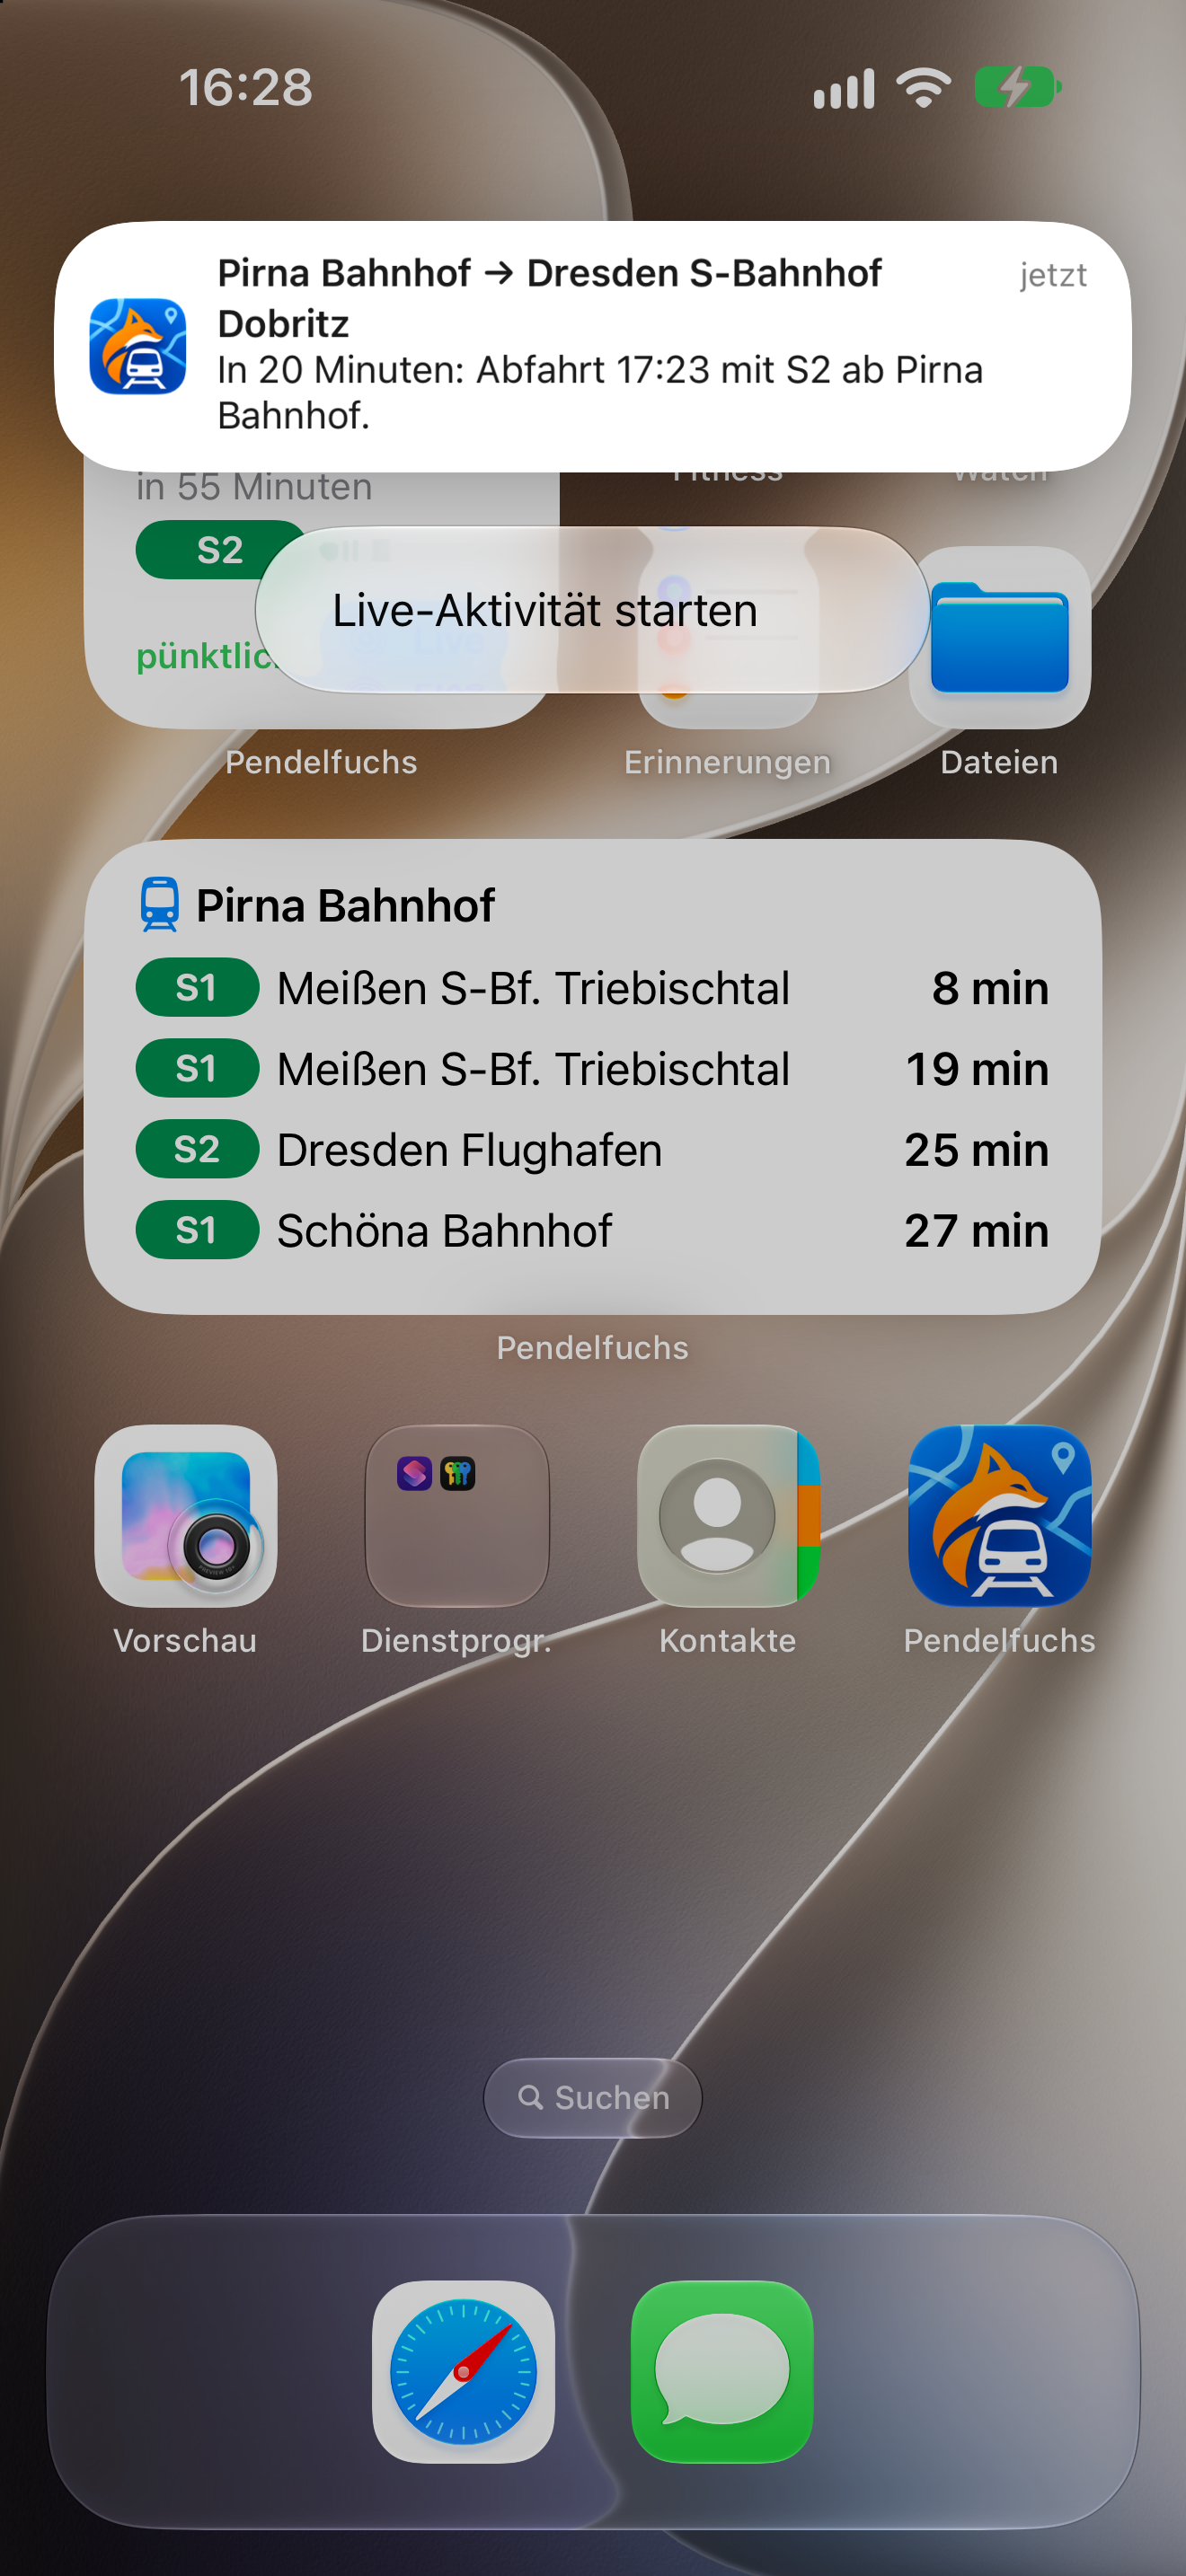 16:28
Pirna Bahnhof → Dresden S-Bahnhof
jetzt
Dobritz
In 20 Minuten: Abfahrt 17:23 mit S2 ab Pirna
Bahnhof.
in 55 Minuten
Fitness
Watch
S2
Live-Aktivität starten
Pendelfuchs
Erinnerungen
Dateien
Pirna Bahnhof
S1 Meißen S-Bf. Triebischtal 8 min
S1 Meißen S-Bf. Triebischtal 19 min
S2 Dresden Flughafen 25 min
S1 Schöna Bahnhof 27 min
Pendelfuchs
Vorschau
Dienstprogr.
Kontakte
Pendelfuchs
Suchen